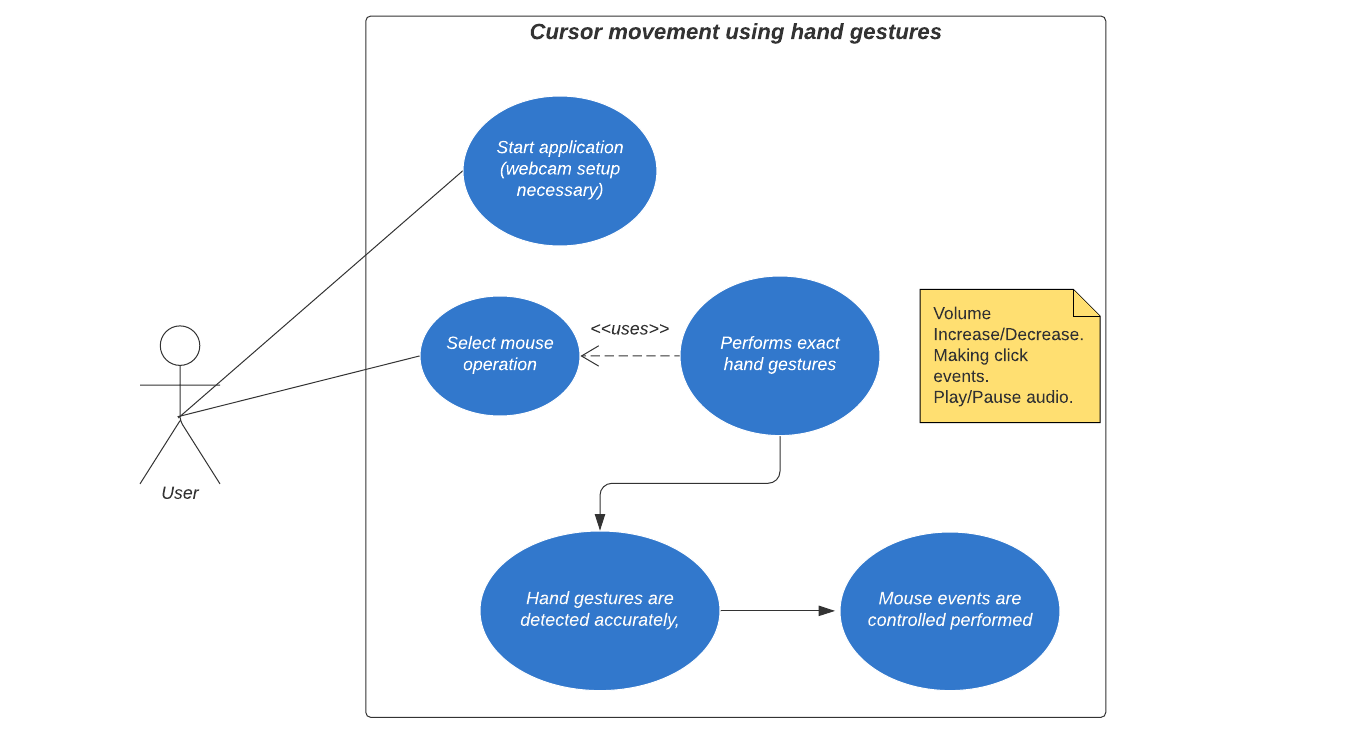 Cursor movement using hand gestures
Start application
(webcam setup
necessary)
Select mouse
operation
<<uses>>
Performs exact
hand gestures
Volume
Increase/Decrease.
Making click
events.
Play/Pause audio.
User
Hand gestures are
detected accurately,
Mouse events are
controlled performed